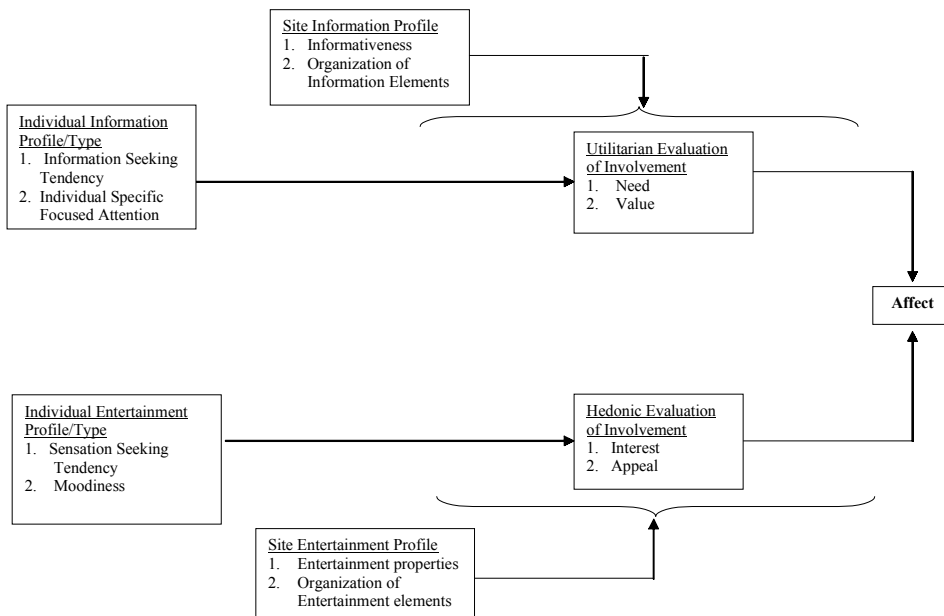 Site Information Profile
1. Informativeness
2. Organization of
Information Elements
Individual Information
Profile/Type
1. Information Seeking
Tendency
2. Individual Specific
Focused Attention
Utilitarian Evaluation
of Involvement
1. Need
2. Value
Affect
Individual Entertainment
Profile/Type
1. Sensation Seeking
Tendency
2. Moodiness
Hedonic Evaluation
of Involvement
1. Interest
2. Appeal
Site Entertainment Profile
1. Entertainment properties
2. Organization of
Entertainment elements